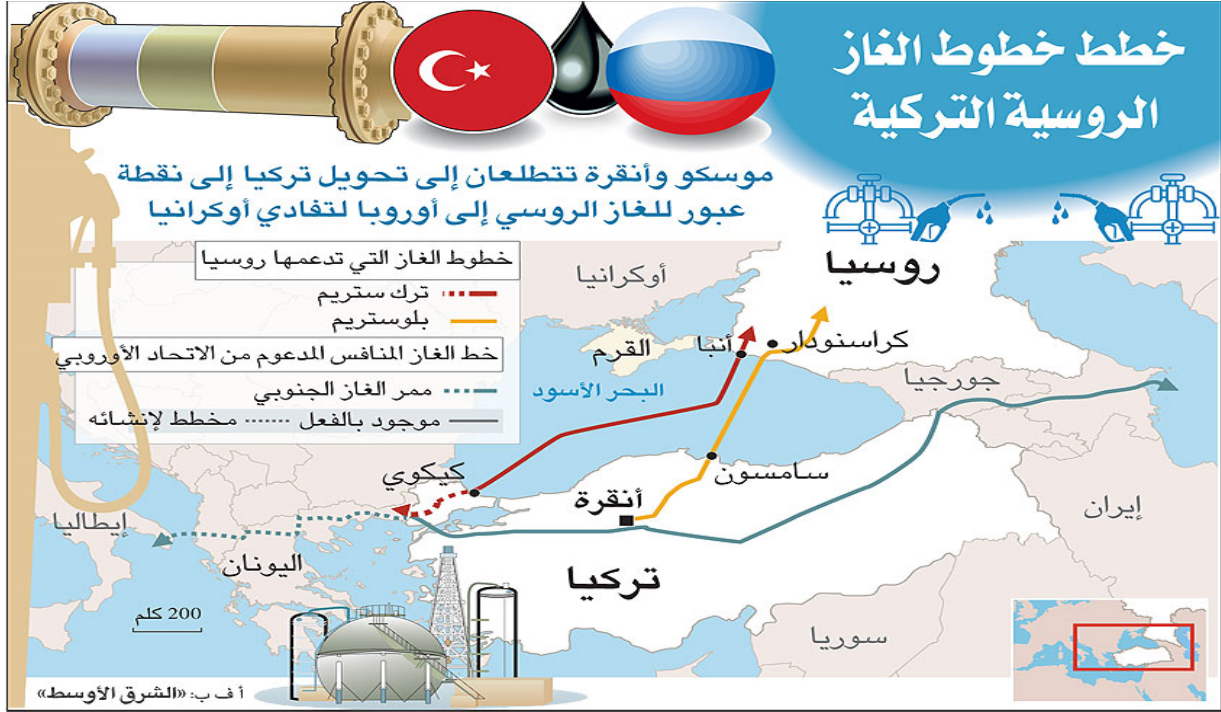 خطط خطوط الغاز
الروسية التركية
موسكو وأنقرة تتطلعان إلى تحويل تركيا إلى نقطة
عبور للغاز الروسي إلى أوروبا لتفادي أوكرانيا
خطوط الغاز التي تدعمها روسيا
ترك ستريم
بلوستريم
خط الغاز المنافس المدعوم من الاتحاد الأوروبي
ممر الغاز الجنوبي
موجود بالفعل
مخطط لإنشائه
روسيا
أوكرانيا
القرم
أنبا
كراسنودار
البحر الأسود
جورجيا
كيكوي
سامسون
أنقرة
إيران
إيطاليا
اليونان
تركيا
سوريا
200 كلم
أ ف ب: «الشرق الأوسط»